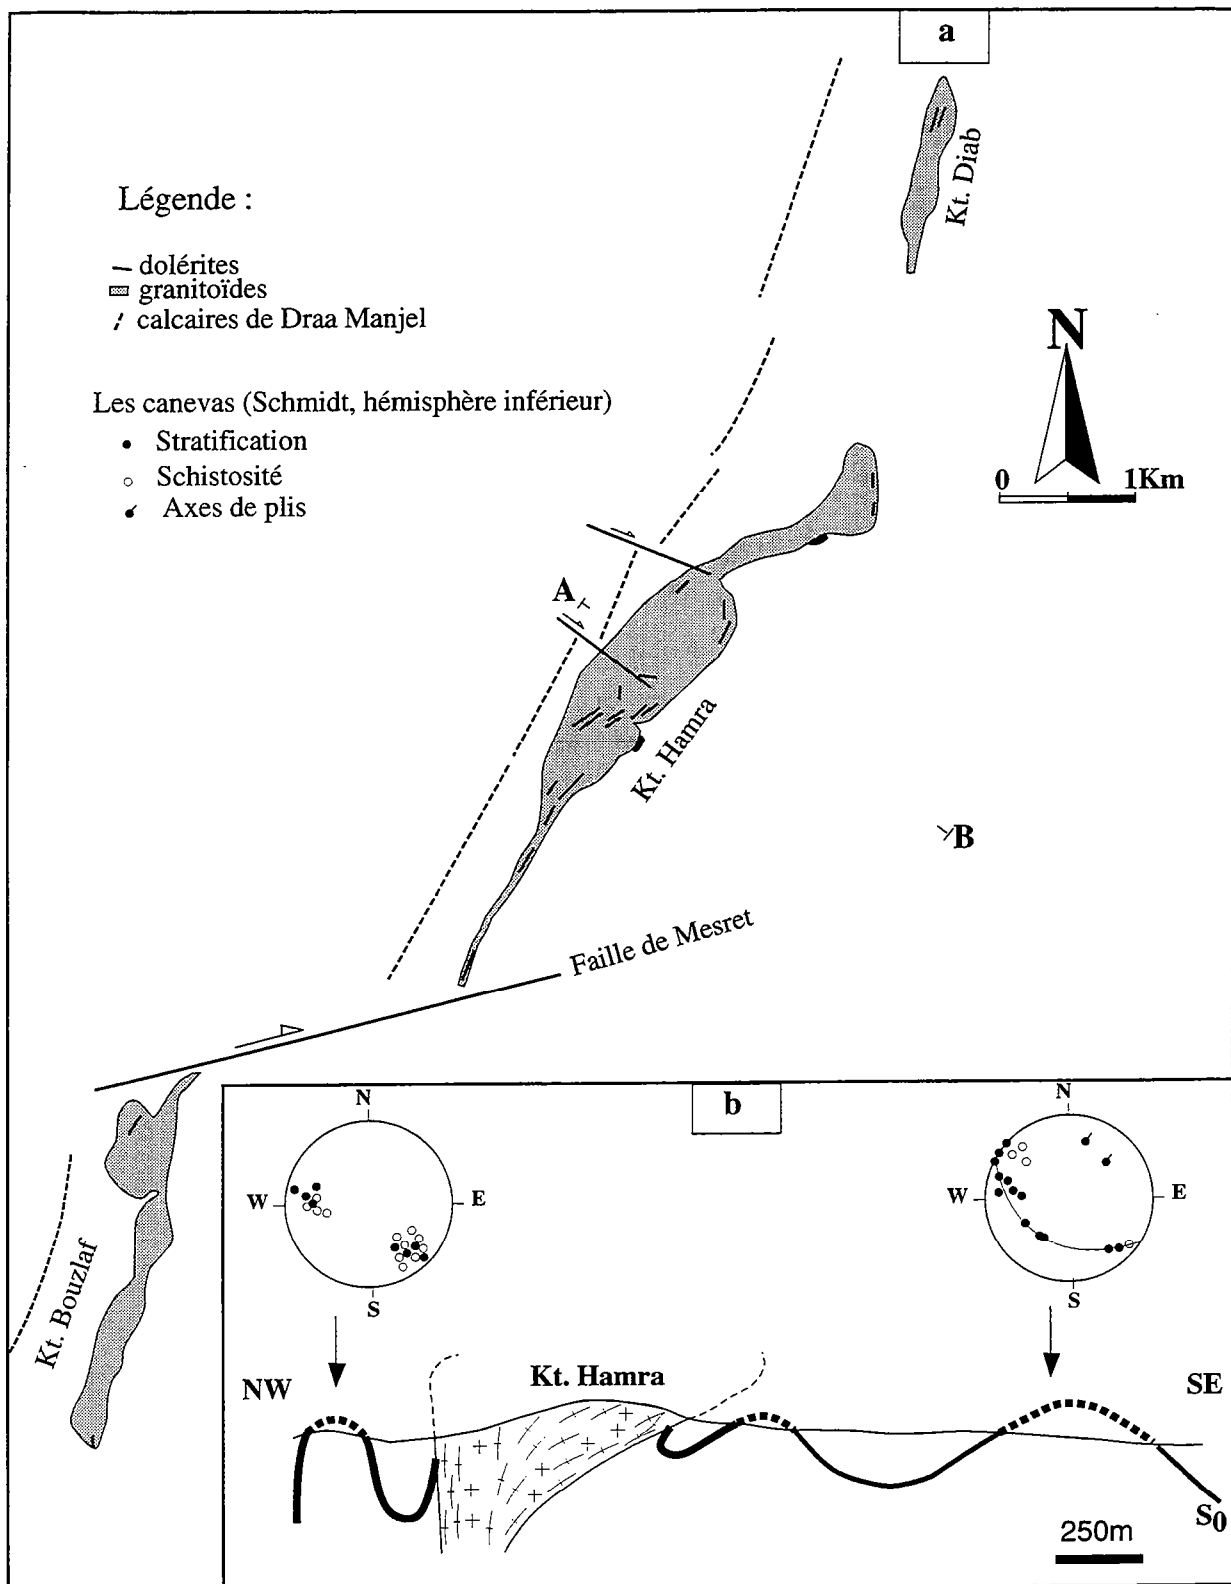 a
Kt. Diab
Légende :
dolérites
granitoïdes
calcaires de Draa Manjel
N
0 1Km
Les canevas (Schmidt, hémisphère inférieur)
Stratification
Schistosité
Axes de plis
A
Kt. Hamra
B
Faille de Mesret
Kt. Bouzlaf
b
N
W E
S
N
W E
S
NW
Kt. Hamra
SE
S0
250m